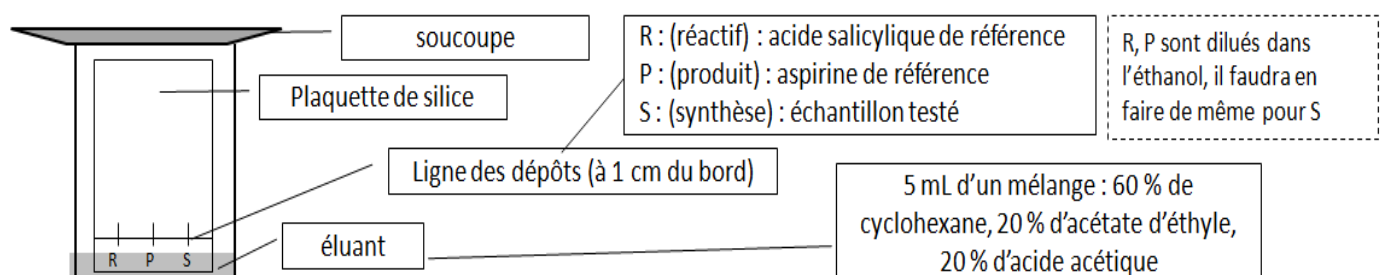 soucoupe
Plaquette de silice
R : (réactif) : acide salicylique de référence
P : (produit) : aspirine de référence
S : (synthèse) : échantillon testé
R, P sont dilués dans
l’éthanol, il faudra en
faire de même pour S
Ligne des dépôts (à 1 cm du bord)
5 mL d’un mélange : 60 % de
cyclohexane, 20 % d’acétate d’éthyle,
20 % d’acide acétique
éluant
R P S